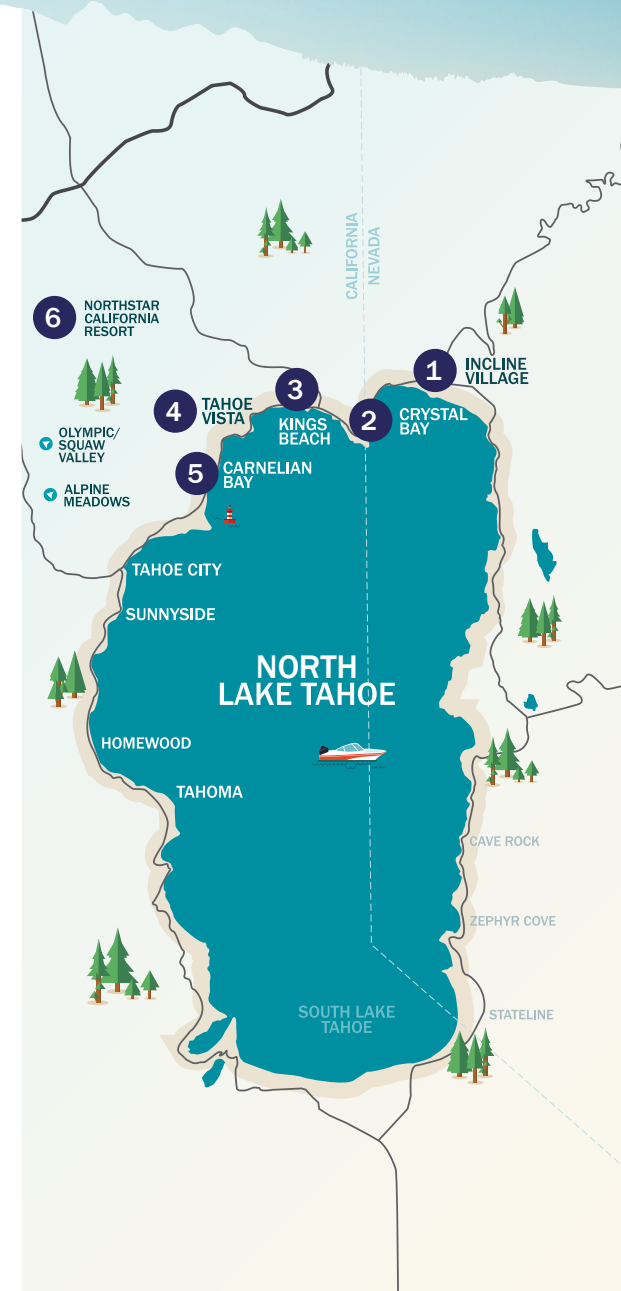 CALIFORNIA
NEVADA
6
NORTHSTAR
CALIFORNIA
RESORT
1
INCLINE
VILLAGE
3
KINGS
BEACH
4
TAHOE
VISTA
2
CRYSTAL
BAY
OLYMPIC/
SQUAW
VALLEY
5
CARNELIAN
BAY
ALPINE
MEADOWS
TAHOE CITY
SUNNYSIDE
NORTH
LAKE TAHOE
HOMEWOOD
TAHOMA
CAVE ROCK
ZEPHYR COVE
SOUTH LAKE
TAHOE
STATELINE